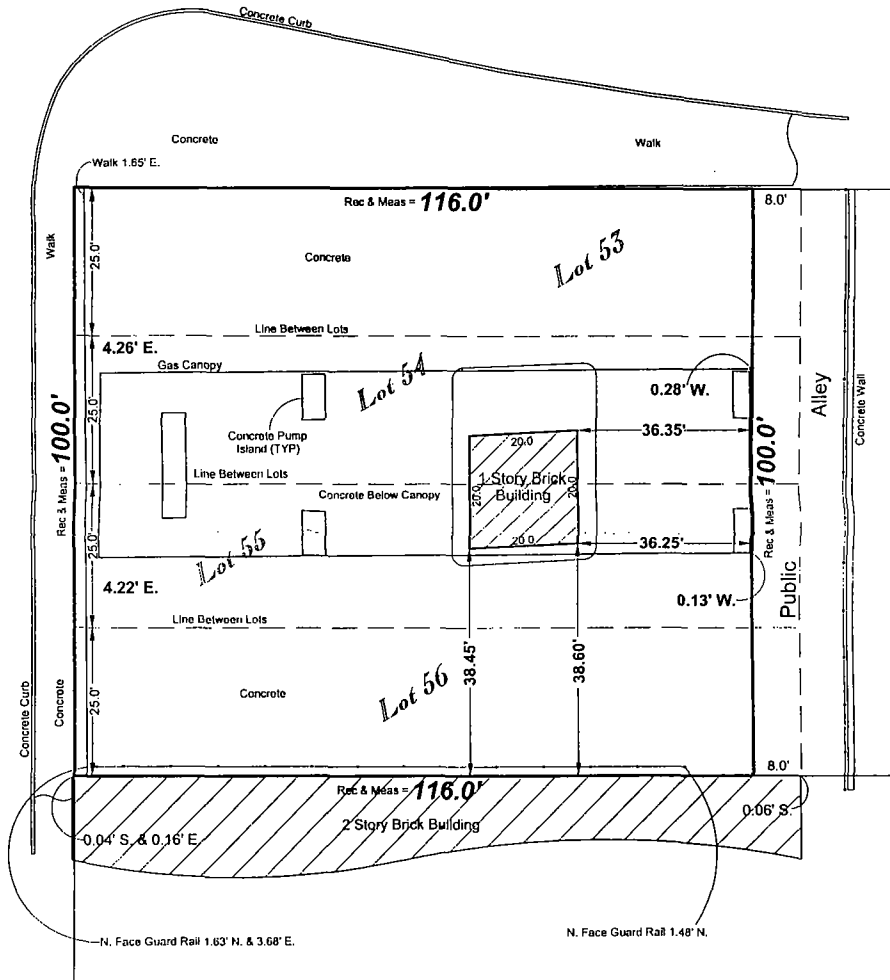 Concrete Curb
Concrete
Walk
Walk 1.65' E.
Rec & Meas = 116.0'
8.0'
Walk
25.0'
Concrete
Lot 53
Line Between Lots
4.26' E.
Gas Canopy
Lot 54
0.28' W.
Alley
Concrete Wall
25.0'
Concrete Pump
Island (TYP)
20.0
36.35'
Rec & Meas = 100.0'
Line Between Lots
1 Story Brick
Building
20.0
20.0
Rec & Meas = 100.0'
Concrete Below Canopy
20.0
36.25'
25.0'
Lot 55
4.22' E.
0.13' W.
Public
Line Between Lots
38.45'
38.60'
Lot 56
25.0'
Concrete
Concrete Curb
Concrete
8.0'
Rec & Meas = 116.0'
0.06' S.
2 Story Brick Building
0.04' S. & 0.16' E.
N. Face Guard Rail 1.63' N. & 3.68' E.
N. Face Guard Rail 1.48' N.